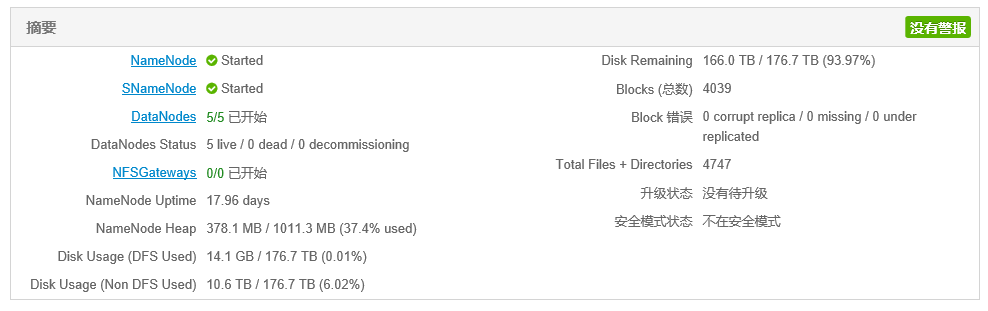 摘要
没有警报
NameNode Started
SNameNode Started
DataNodes 5/5 已开始
DataNodes Status 5 live / 0 dead / 0 decommissioning
NFSGateways 0/0 已开始
NameNode Uptime 17.96 days
NameNode Heap 378.1 MB / 1011.3 MB (37.4% used)
Disk Usage (DFS Used) 14.1 GB / 176.7 TB (0.01%)
Disk Usage (Non DFS Used) 10.6 TB / 176.7 TB (6.02%)
Disk Remaining 166.0 TB / 176.7 TB (93.97%)
Blocks (总数) 4039
Block 错误 0 corrupt replica / 0 missing / 0 under
replicated
Total Files + Directories 4747
升级状态 没有待升级
安全模式状态 不在安全模式